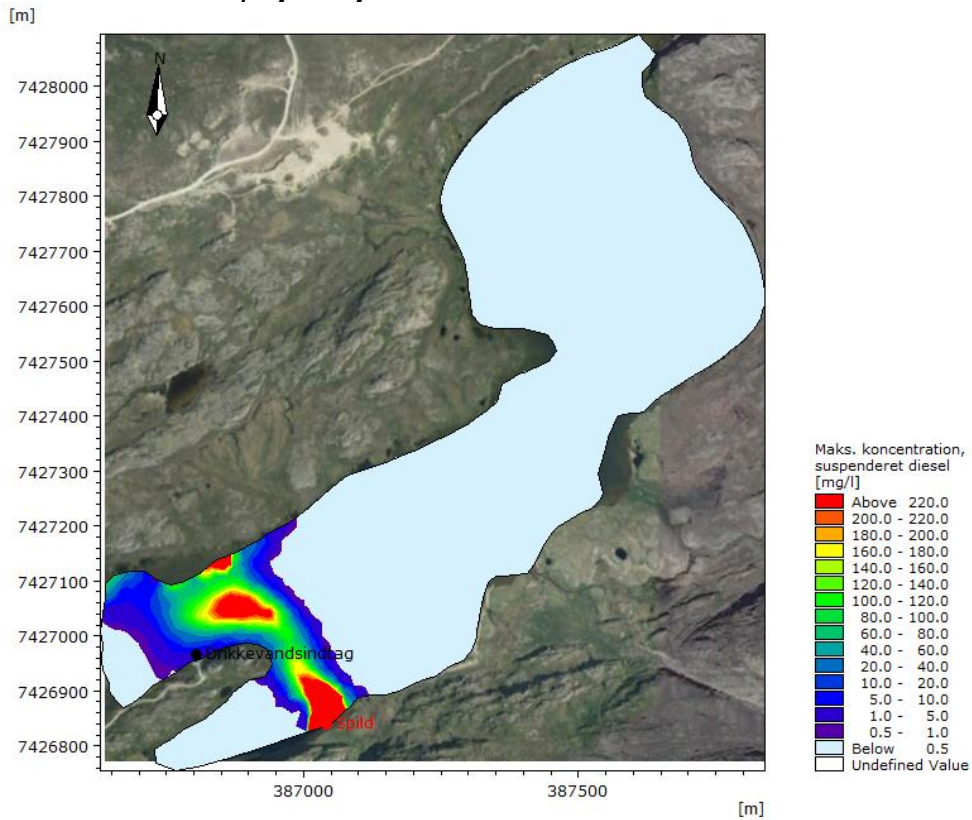 [m]
N
7428000
7427900
7427800
7427700
7427600
7427500
7427400
7427300
7427200
7427100
7427000
7426900
7426800
Drikkevandsindtag
Spild
387000
387500
[m]
Maks. koncentration,
suspenderet diesel
[mg/l]
Above 220.0
200.0 - 220.0
180.0 - 200.0
160.0 - 180.0
140.0 - 160.0
120.0 - 140.0
100.0 - 120.0
80.0 - 100.0
60.0 - 80.0
40.0 - 60.0
20.0 - 40.0
10.0 - 20.0
5.0 - 10.0
1.0 - 5.0
0.5 - 1.0
Below 0.5
Undefined Value